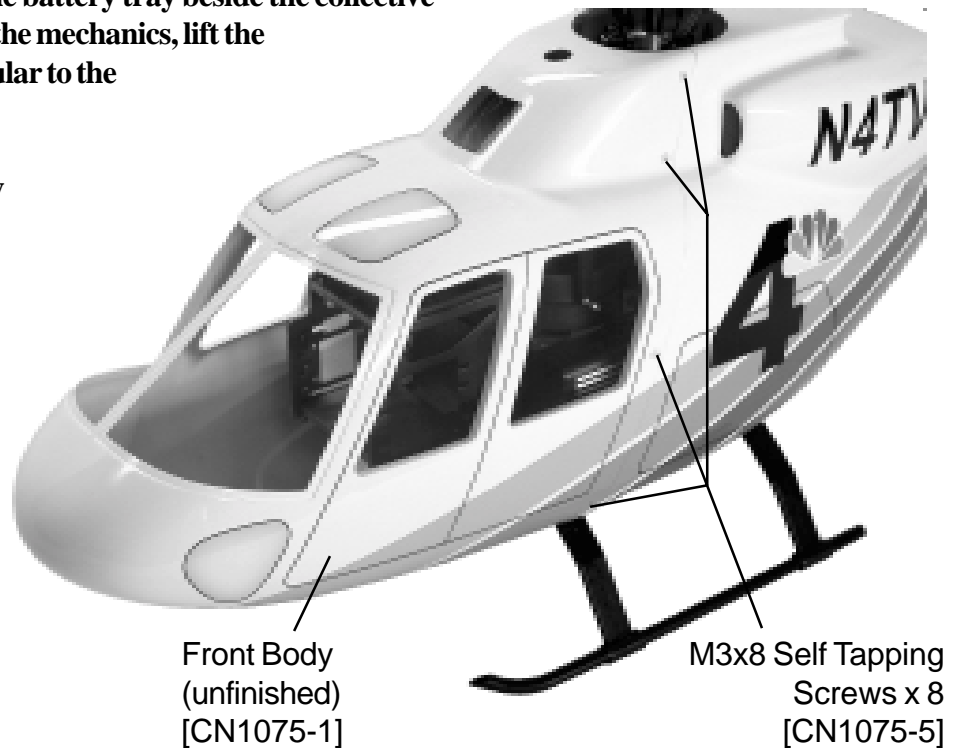 e battery tray beside the collective
the mechanics, lift the
ular to the
N4TV
4
Front Body
(unfinished)
[CN1075-1]
M3x8 Self Tapping
Screws x 8
[CN1075-5]